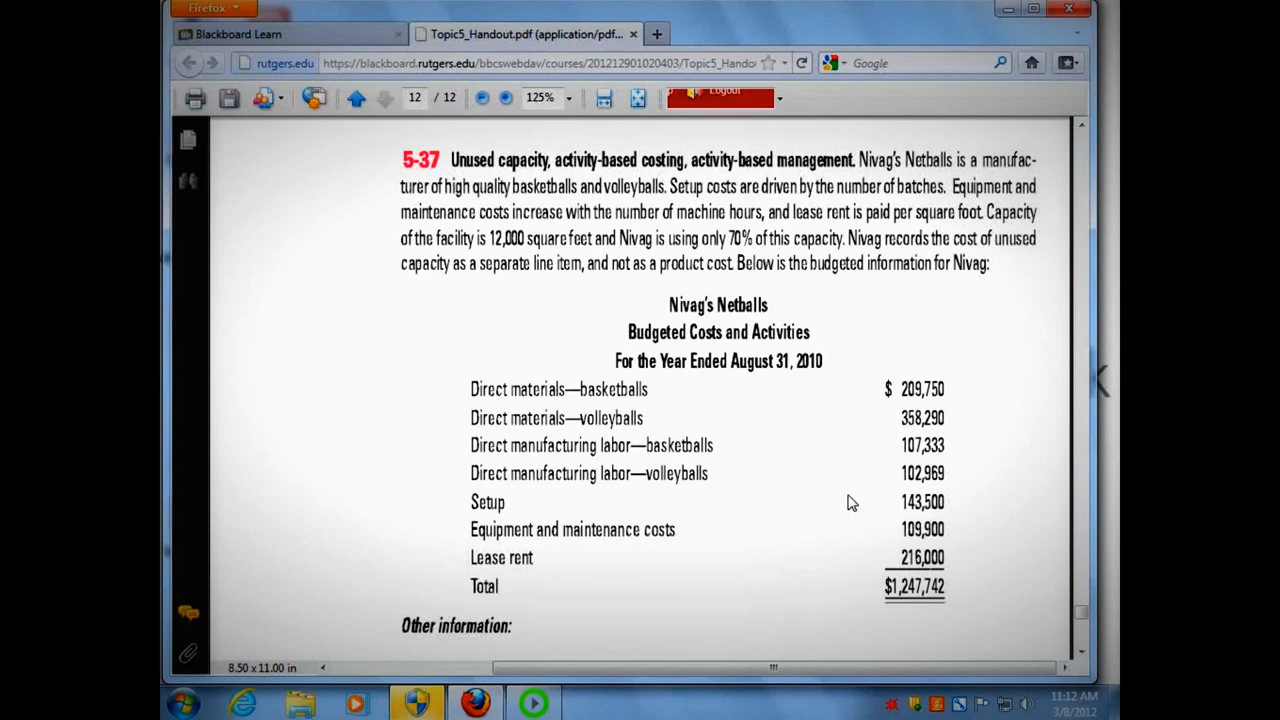 Firefox
Blackboard Learn
Topic5_Handout.pdf (application/pdf...
rutgers.edu
https://blackboard.rutgers.edu/bbcswebdav/courses/201212901020403/Topic5_Hando
Google
12 / 12
125%
Logout
5-37 Unused capacity, activity-based costing, activity-based management. Nivag's Netballs is a manufac-
turer of high quality basketballs and volleyballs. Setup costs are driven by the number of batches. Equipment and
maintenance costs increase with the number of machine hours, and lease rent is paid per square foot. Capacity
of the facility is 12,000 square feet and Nivag is using only 70% of this capacity. Nivag records the cost of unused
capacity as a separate line item, and not as a product cost. Below is the budgeted information for Nivag:
Nivag's Netballs
Budgeted Costs and Activities
For the Year Ended August 31, 2010
Direct materials—basketballs $ 209,750
Direct materials—volleyballs 358,290
Direct manufacturing labor—basketballs 107,333
Direct manufacturing labor—volleyballs 102,969
Setup 143,500
Equipment and maintenance costs 109,900
Lease rent 216,000
Total $1,247,742
Other information:
8.50 x 11.00 in
11:12 AM
3/8/2012